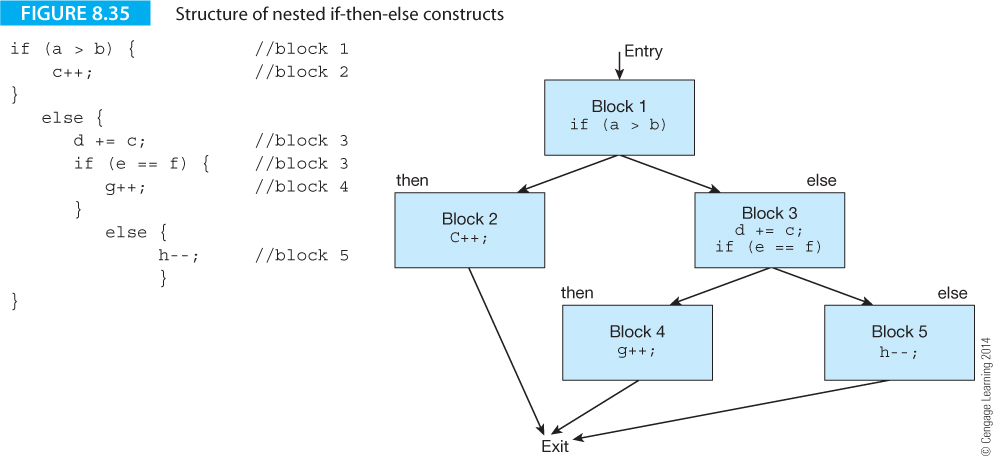 FIGURE 8.35 Structure of nested if-then-else constructs
if (a > b) { //block 1
c++; //block 2
}
else {
d += c; //block 3
if (e == f) { //block 3
g++; //block 4
}
else {
h--; //block 5
}
}
Entry
Block 1
if (a > b)
then
else
Block 2
C++;
Block 3
d += c;
if (e == f)
then
else
Block 4
g++;
Block 5
h--;
Exit
© Cengage Learning 2014